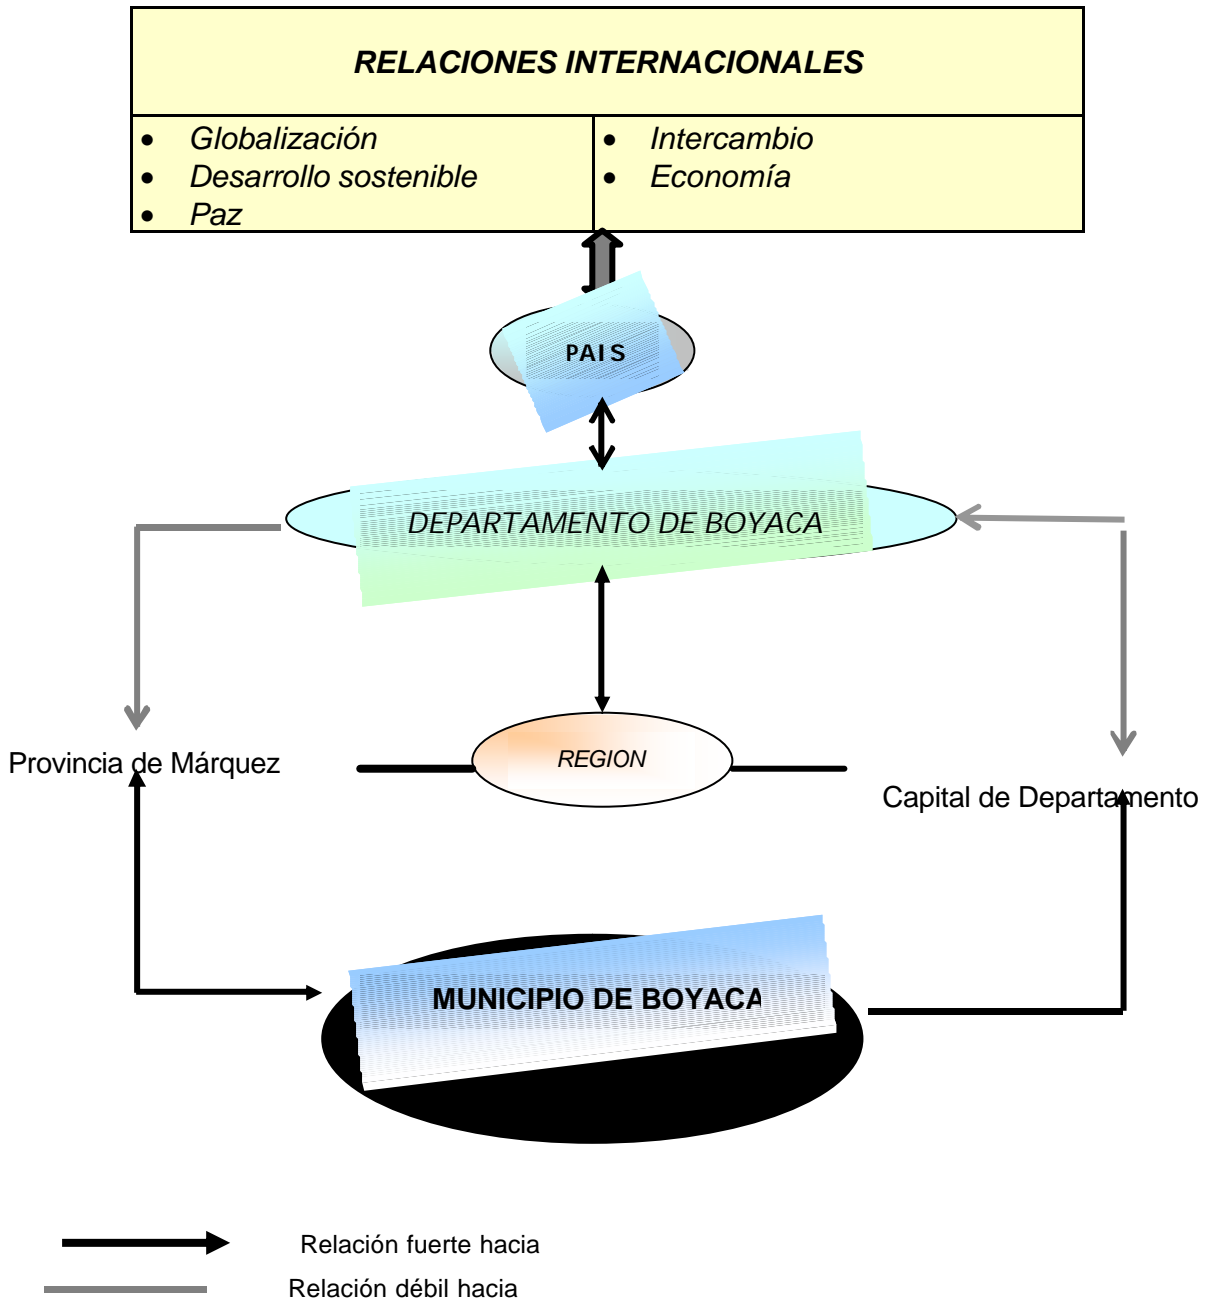 RELACIONES INTERNACIONALES
• Globalización
• Desarrollo sostenible
• Paz
• Intercambio
• Economía
PAIS
DEPARTAMENTO DE BOYACA
REGION
Provincia de Márquez
Capital de Departamento
MUNICIPIO DE BOYACA
Relación fuerte hacia
Relación débil hacia